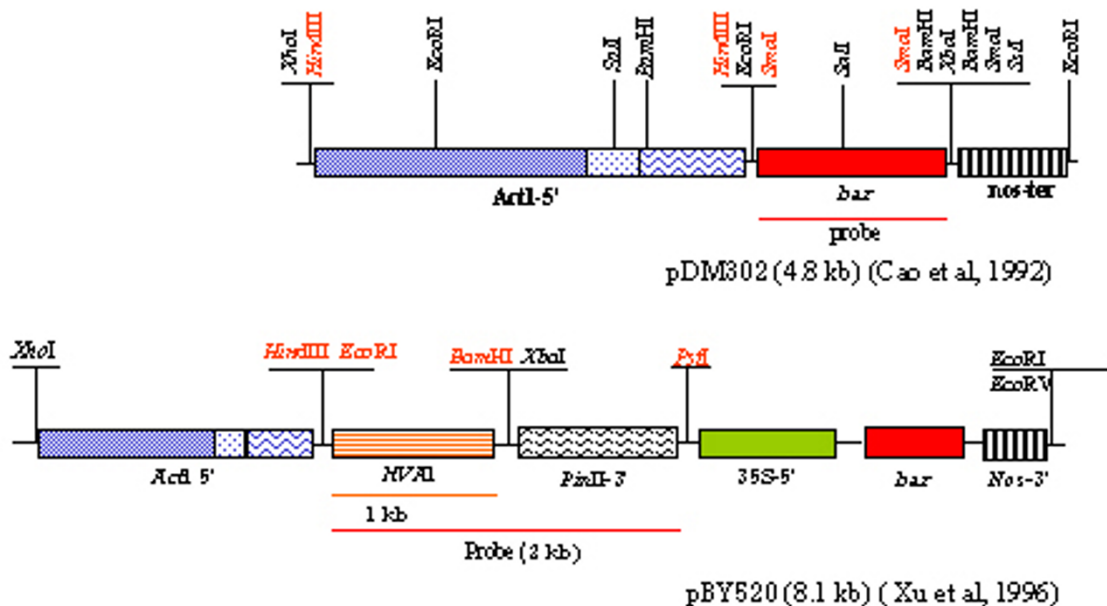 XhoI HindIII EcoRI SalI BamHI HindIII EcoRI SmaI SalI SmaI BamHI XbaI BamHI SmaI SstI EcoRI
Act1-5' bar nos-ter
probe
pDM302 (4.8 kb) (Cao et al, 1992)
XhoI HindIII EcoRI BamHI XbaI PstI EcoRI
EcoRV
Act1 5' HVA1 PinII-3' 35S-5' bar Nos-3'
1 kb
Probe (2 kb)
pBY520 (8.1 kb) ( Xu et al, 1996)